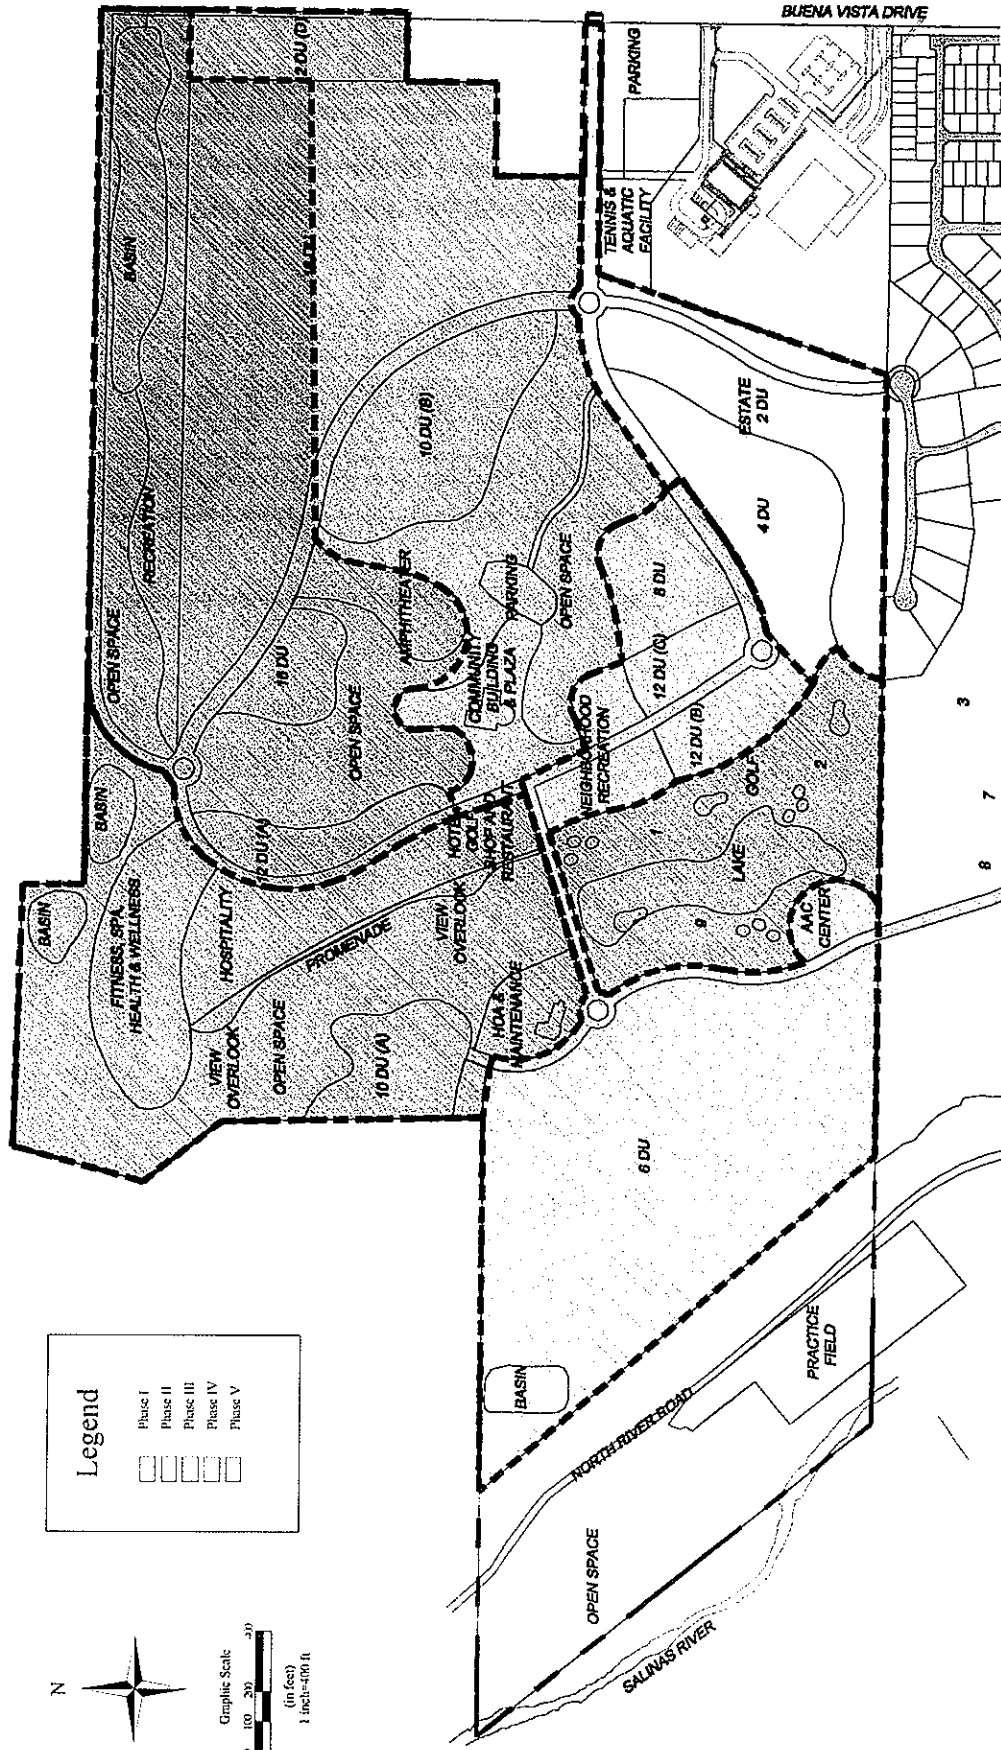 BUENA VISTA DRIVE
2 DU (D)
PARKING
TENNIS &
AQUATIC
FACILITY
BASIN
RECREATION
OPEN SPACE
10 DU (B)
ESTATE
2 DU
4 DU
AMPHITHEATER
PARKING
OPEN SPACE
8 DU
12 DU (C)
12 DU (B)
COMMUNITY
BUILDING
& PLAZA
OPEN SPACE
NEIGHBORHOOD
RECREATION
2 DU (A)
HOTEL
GOLF
SHOP AND
RESTAURANT
GOLF
1
2
9
LAKE
AAC
CENTER
3
7
8
BASIN
BASIN
FITNESS, SPA,
HEALTH & WELLNESS
HOSPITALITY
PROMENADE
VIEW
OVERLOOK
VIEW
OVERLOOK
OPEN SPACE
10 DU (A)
HOA &
MAINTENANCE
6 DU
BASIN
NORTH RIVER ROAD
PRACTICE
FIELD
OPEN SPACE
SALINAS RIVER
Legend
Phase I
Phase II
Phase III
Phase IV
Phase V
N
Graphic Scale
100 200
(in feet)
1 inch=400 ft